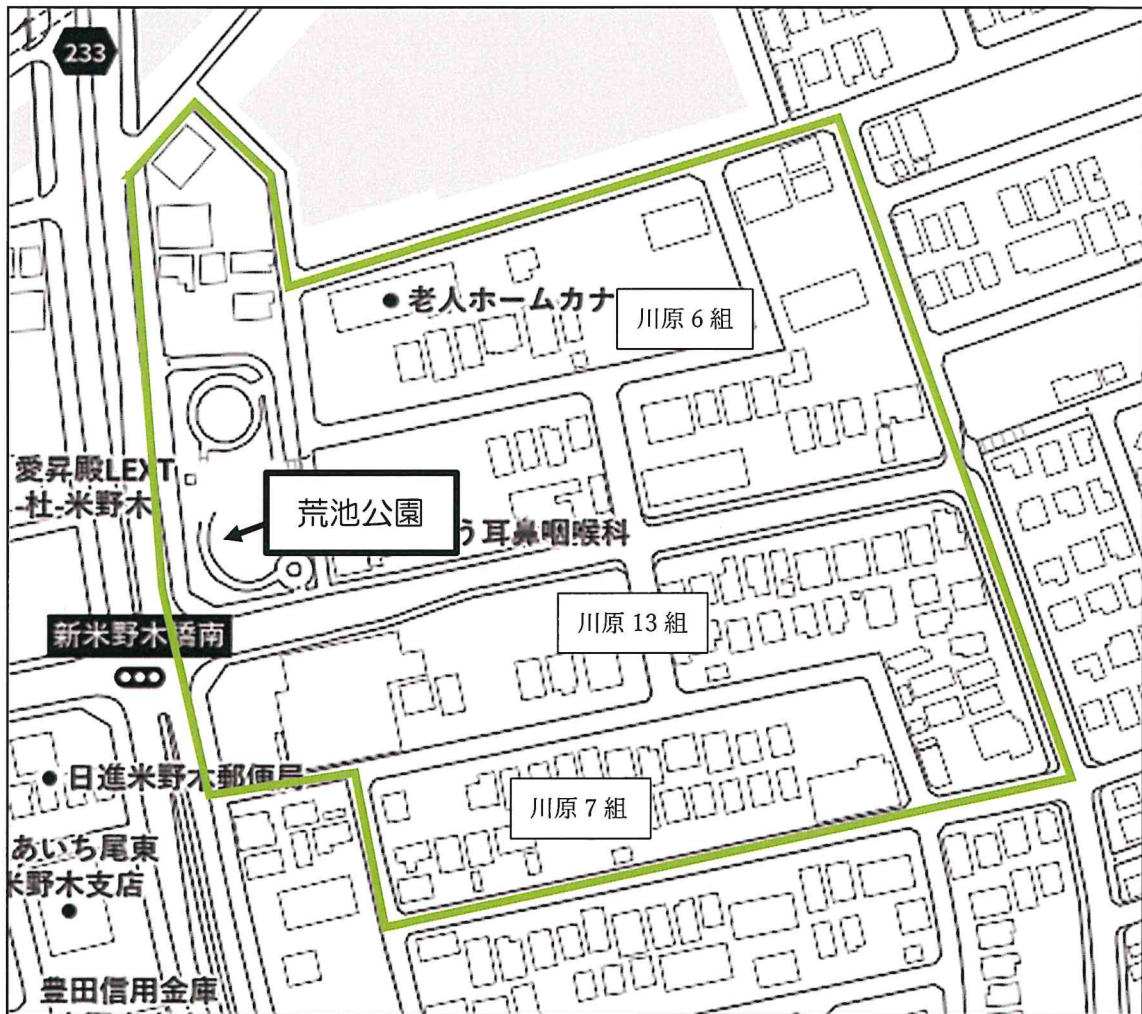 233
老人ホームカナ
川原 6 組
愛昇殿LEXT
杜-米野木
荒池公園
う耳鼻咽喉科
川原 13 組
新米野木橋南
日進米野木郵便局
川原 7 組
あいち尾東
米野木支店
豊田信用金庫